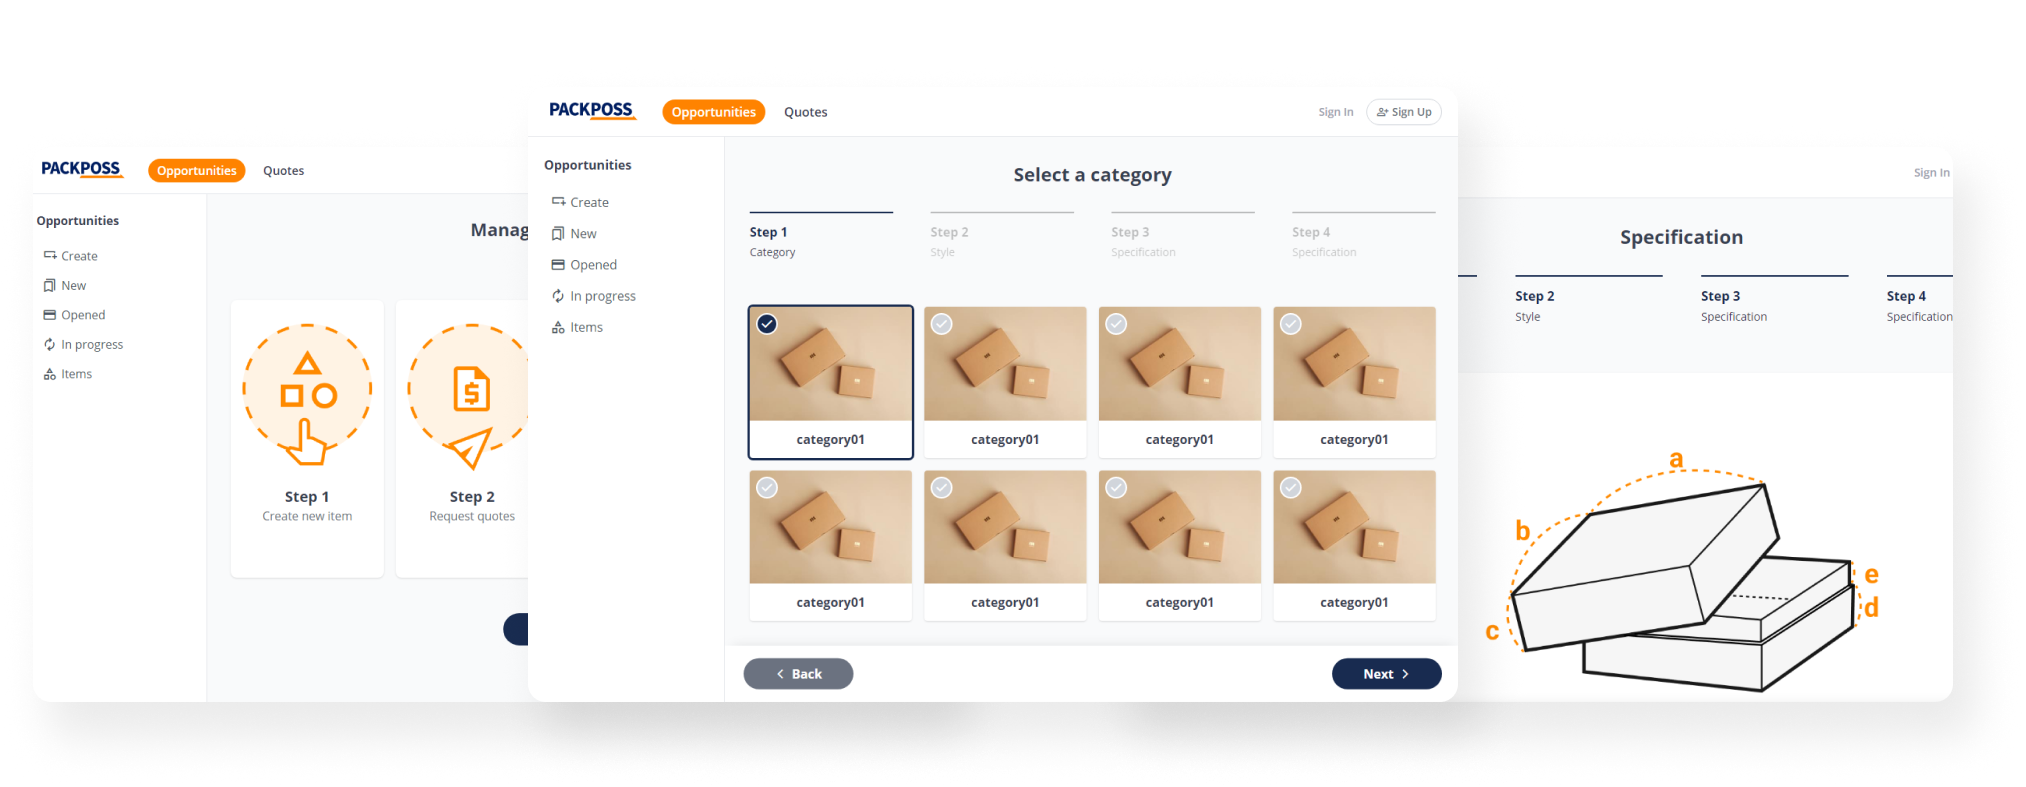 PACKPOSS
Opportunities
Quotes
Opportunities
Create
New
Opened
In progress
Items
Manag
Step 1
Create new item
Step 2
Request quotes
PACKPOSS
Opportunities
Quotes
Sign In
Sign Up
Opportunities
Create
New
Opened
In progress
Items
Select a category
Step 1
Category
Step 2
Style
Step 3
Specification
Step 4
Specification
category01
category01
category01
category01
category01
category01
category01
category01
Back
Next
Sign In
Specification
Step 2
Style
Step 3
Specification
Step 4
Specification
a
b
c
e
d